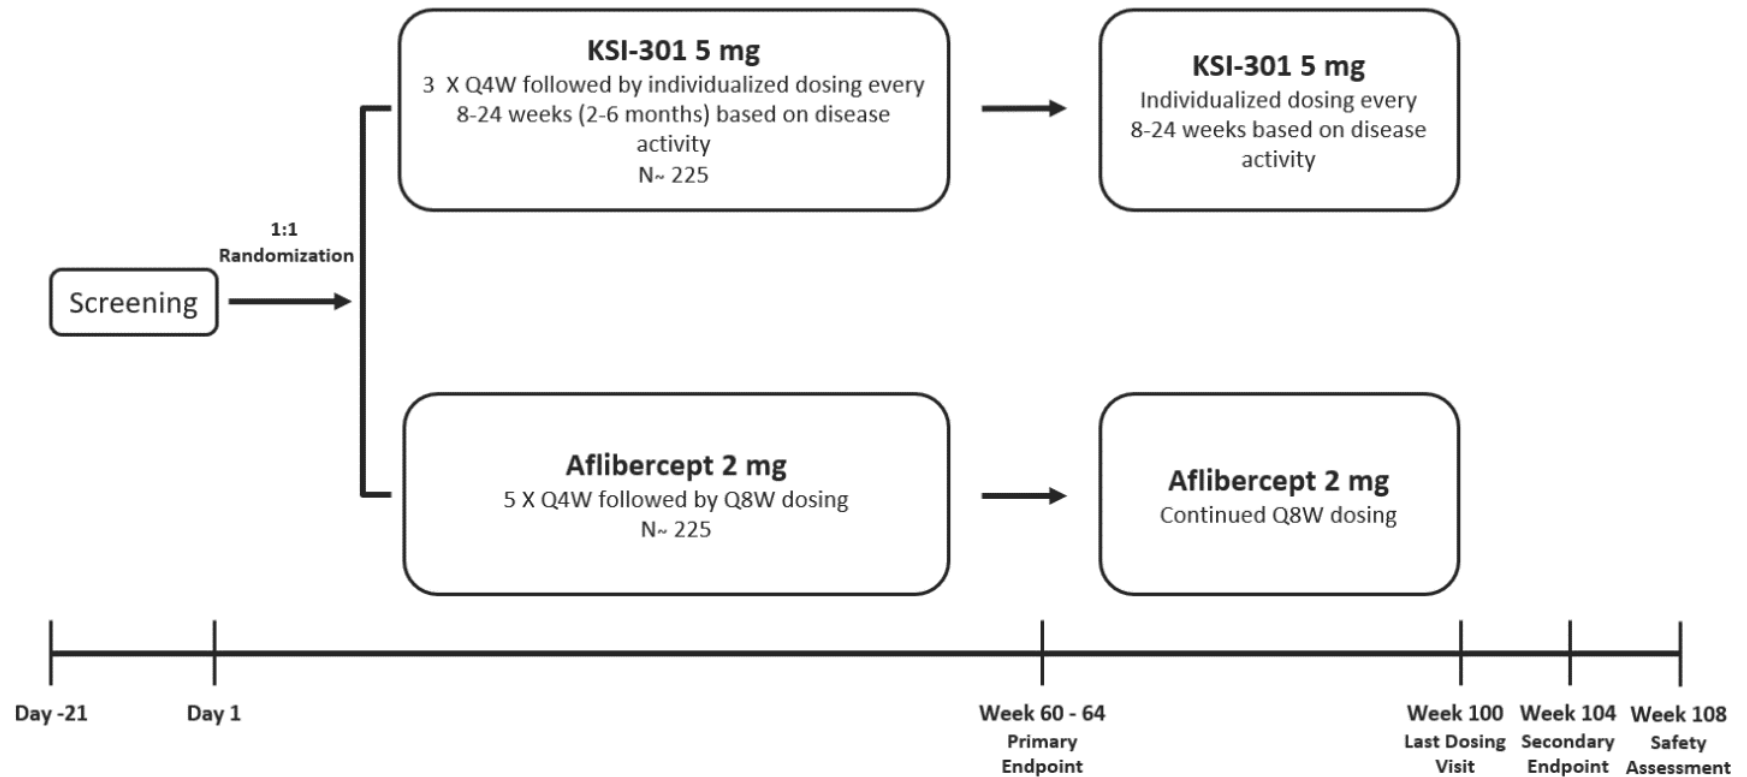 KSI-301 5 mg
3 X Q4W followed by individualized dosing every
8-24 weeks (2-6 months) based on disease
activity
N~ 225
KSI-301 5 mg
Individualized dosing every
8-24 weeks based on disease
activity
1:1
Randomization
Screening
Aflibercept 2 mg
5 X Q4W followed by Q8W dosing
N~ 225
Aflibercept 2 mg
Continued Q8W dosing
Day -21
Day 1
Week 60 - 64
Primary
Endpoint
Week 100
Last Dosing
Visit
Week 104
Secondary
Endpoint
Week 108
Safety
Assessment